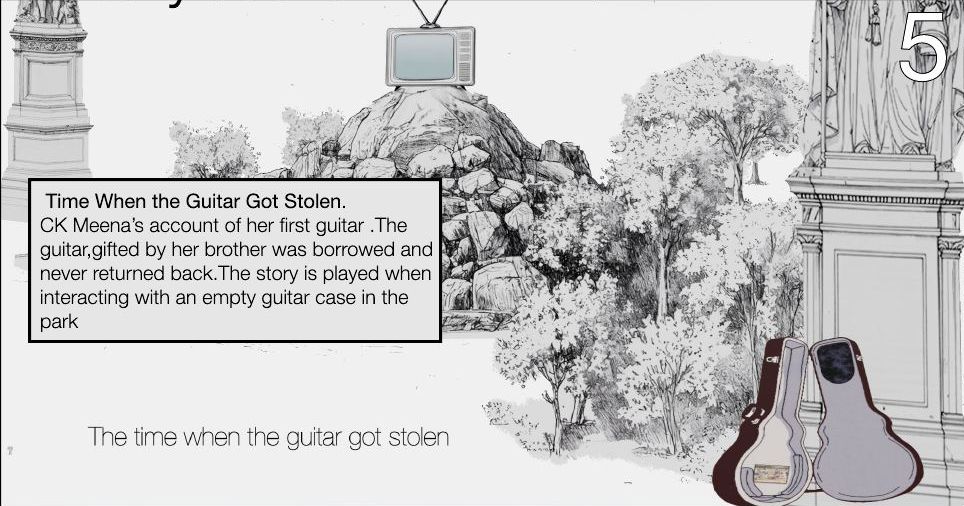 5
Time When the Guitar Got Stolen.
CK Meena’s account of her first guitar .The
guitar,gifted by her brother was borrowed and
never returned back.The story is played when
interacting with an empty guitar case in the
park
The time when the guitar got stolen